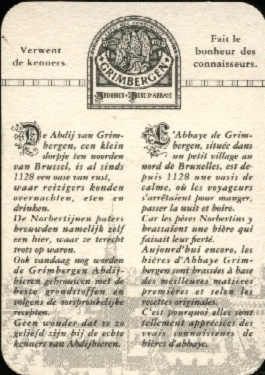 Verwent
de kenners.
Fait le
bonheur des
connaisseurs.
GRIMBERGEN
ABDIJBIER • BIÈRE D'ABBAYE
De Abdij van Grim-
bergen, een klein
dorpje ten noorden
van Brussel, is al sinds
1128 een oase van rust,
waar reizigers konden
overnachten, eten en
drinken.
De Norbertijnen paters
brouwden namelijk zelf
een bier, waar ze terecht
trots op waren.
Ook vandaag nog worden
de Grimbergen Abdij-
bieren gebrouwen met de
beste grondstoffen en
volgens de oorspronkelijke
recepten.
Geen wonder dat ze zo
geliefd zijn bij de echte
kenners van Abdijbieren.
L'Abbaye de Grim-
bergen, située dans
un petit village au
nord de Bruxelles, est de-
puis 1128 une oasis de
calme, où les voyageurs
s'arrêtaient pour manger,
passer la nuit et boire.
Car les pères Norbertins y
brassaient une bière qui
faisait leur fierté.
Aujourd'hui encore, les
bières d'Abbaye Grim-
bergen sont brassées à base
des meilleures matières
premières et selon les
recettes originales.
C'est pourquoi elles sont
tellement appréciées des
vrais connaisseurs de
bières d'abbaye.